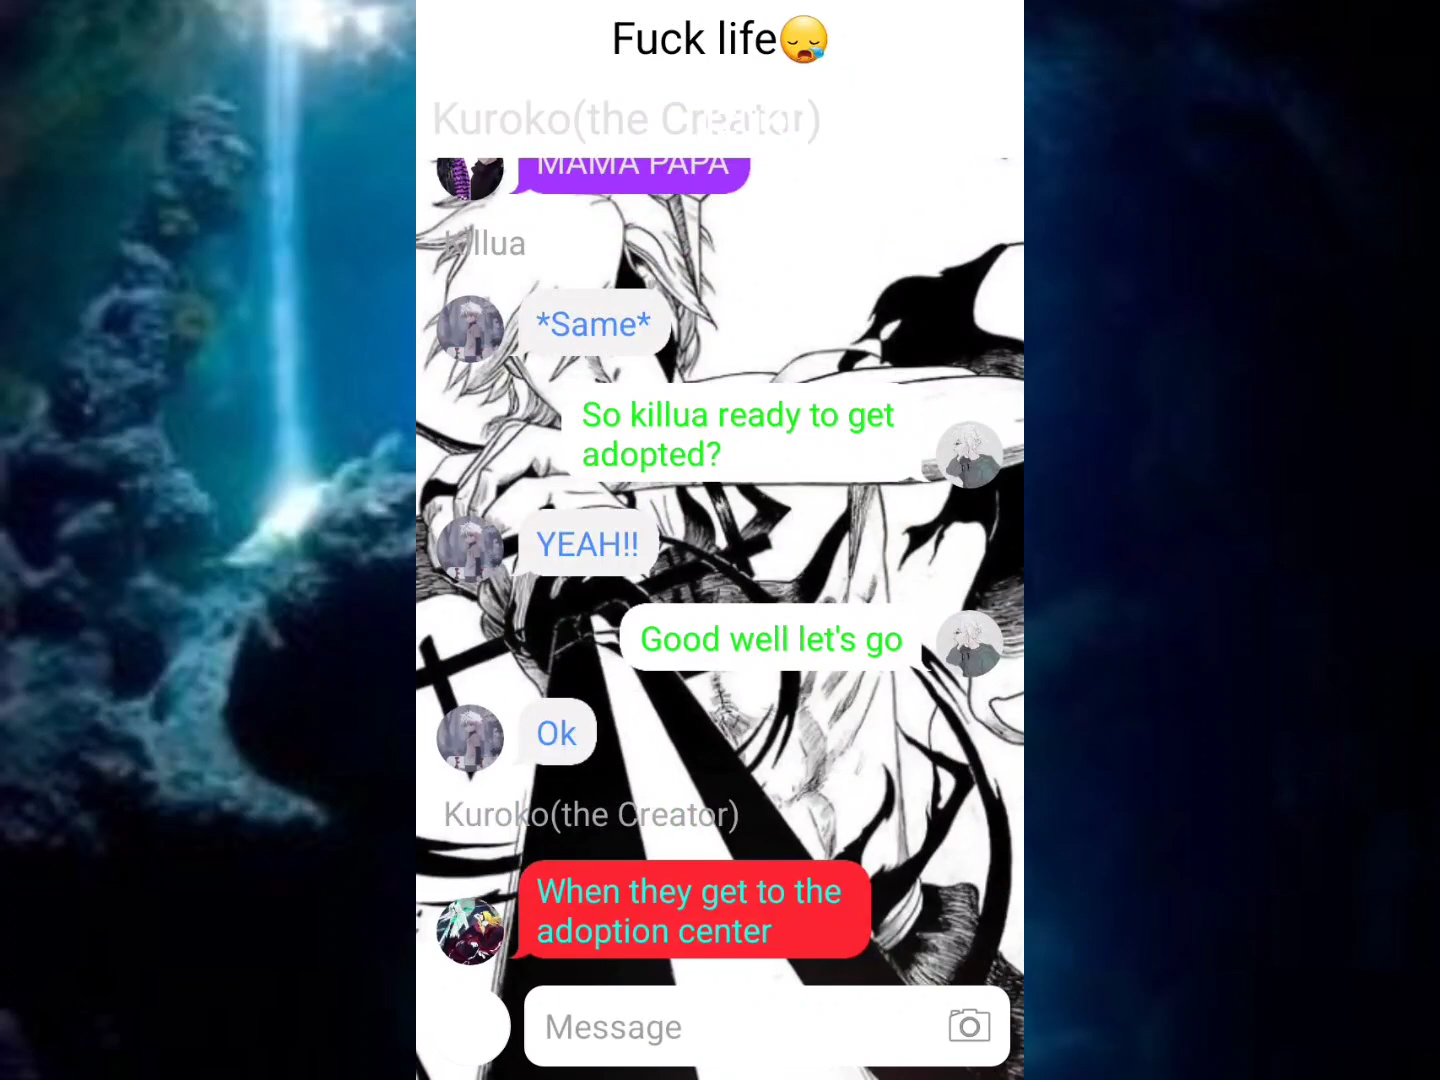 Fuck life😪
Kuroko(the Creator)
MAMA PAPA
killua
*Same*
So killua ready to get
adopted?
YEAH!!
Good well let's go
Ok
Kuroko(the Creator)
When they get to the
adoption center
Message